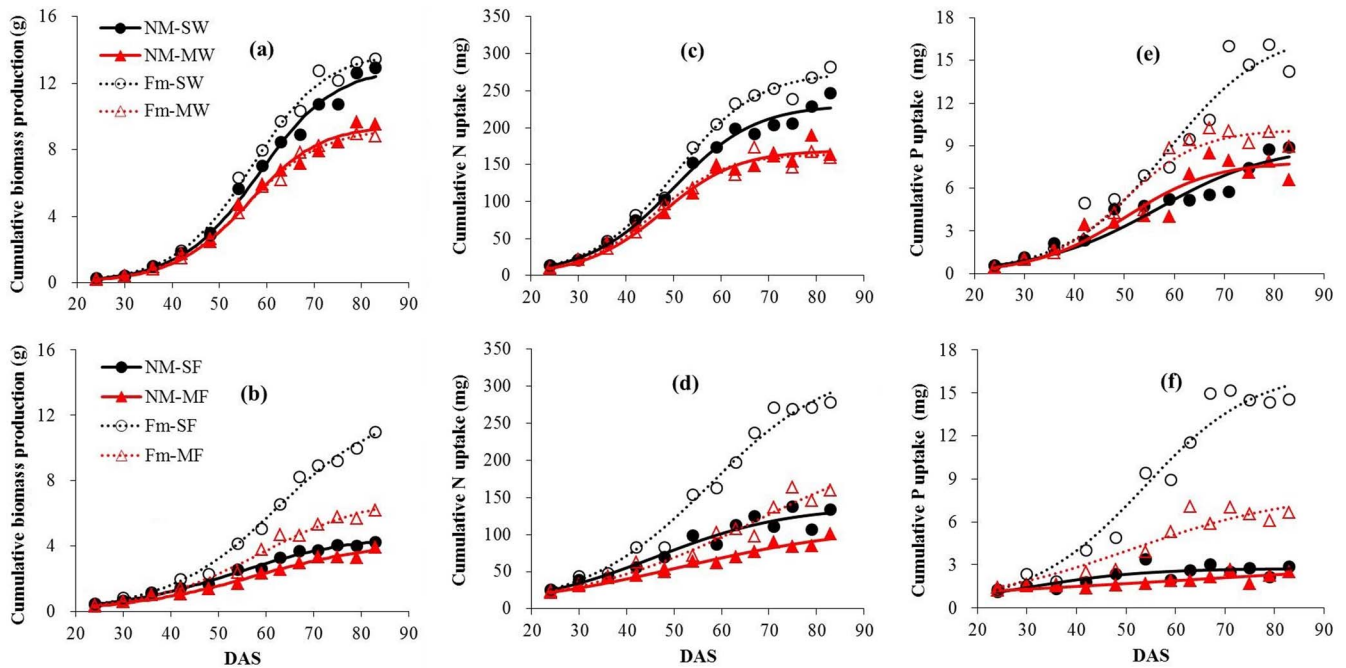 Cumulative biomass production (g)
16
12
8
4
0
20 30 40 50 60 70 80 90
NM-SW
NM-MW
Fm-SW
Fm-MW
(a)
Cumulative N uptake (mg)
350
300
250
200
150
100
50
0
20 30 40 50 60 70 80 90
(c)
Cumulative P uptake (mg)
18
15
12
9
6
3
0
20 30 40 50 60 70 80 90
(e)
Cumulative biomass production (g)
16
12
8
4
0
20 30 40 50 60 70 80 90
DAS
NM-SF
NM-MF
Fm-SF
Fm-MF
(b)
Cumulative N uptake (mg)
350
300
250
200
150
100
50
0
20 30 40 50 60 70 80 90
DAS
(d)
Cumulative P uptake (mg)
18
15
12
9
6
3
0
20 30 40 50 60 70 80 90
DAS
(f)